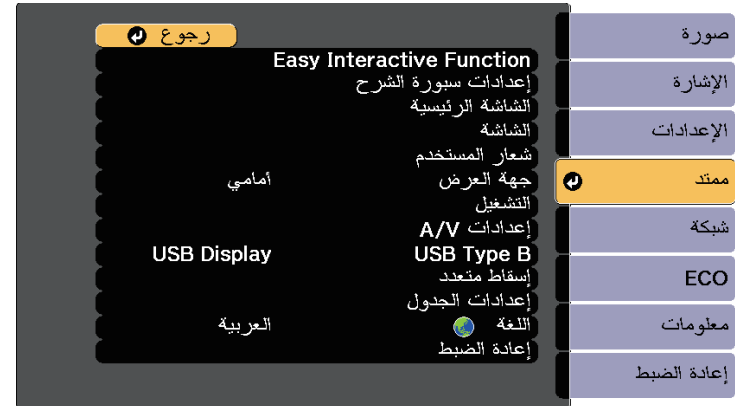 صورة
الإشارة
الإعدادات
ممتد
شبكة
ECO
معلومات
إعادة الضبط
رجوع
Easy Interactive Function
إعدادات سبورة الشرح
الشاشة الرئيسية
الشاشة
شعار المستخدم
جهة العرض أمامي
التشغيل
إعدادات A/V
USB Type B USB Display
إسقاط متعدد
إعدادات الجدول
اللغة العربية
إعادة الضبط